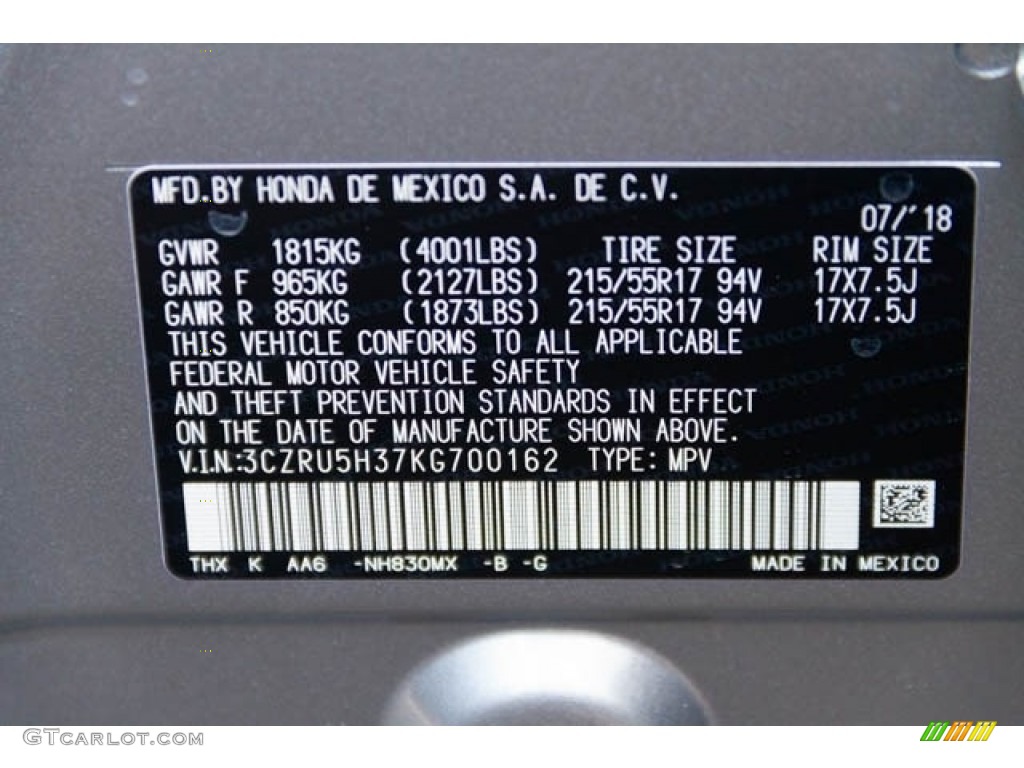 MFD.BY HONDA DE MEXICO S.A. DE C.V.
07/'18
GVWR 1815KG (4001LBS) TIRE SIZE RIM SIZE
GAWR F 965KG (2127LBS) 215/55R17 94V 17X7.5J
GAWR R 850KG (1873LBS) 215/55R17 94V 17X7.5J
THIS VEHICLE CONFORMS TO ALL APPLICABLE
FEDERAL MOTOR VEHICLE SAFETY
AND THEFT PREVENTION STANDARDS IN EFFECT
ON THE DATE OF MANUFACTURE SHOWN ABOVE.
V.I.N.:3CZRU5H37KG700162 TYPE: MPV
THX K AA6 -NH830MX -B -G MADE IN MEXICO
GTCARLOT.COM